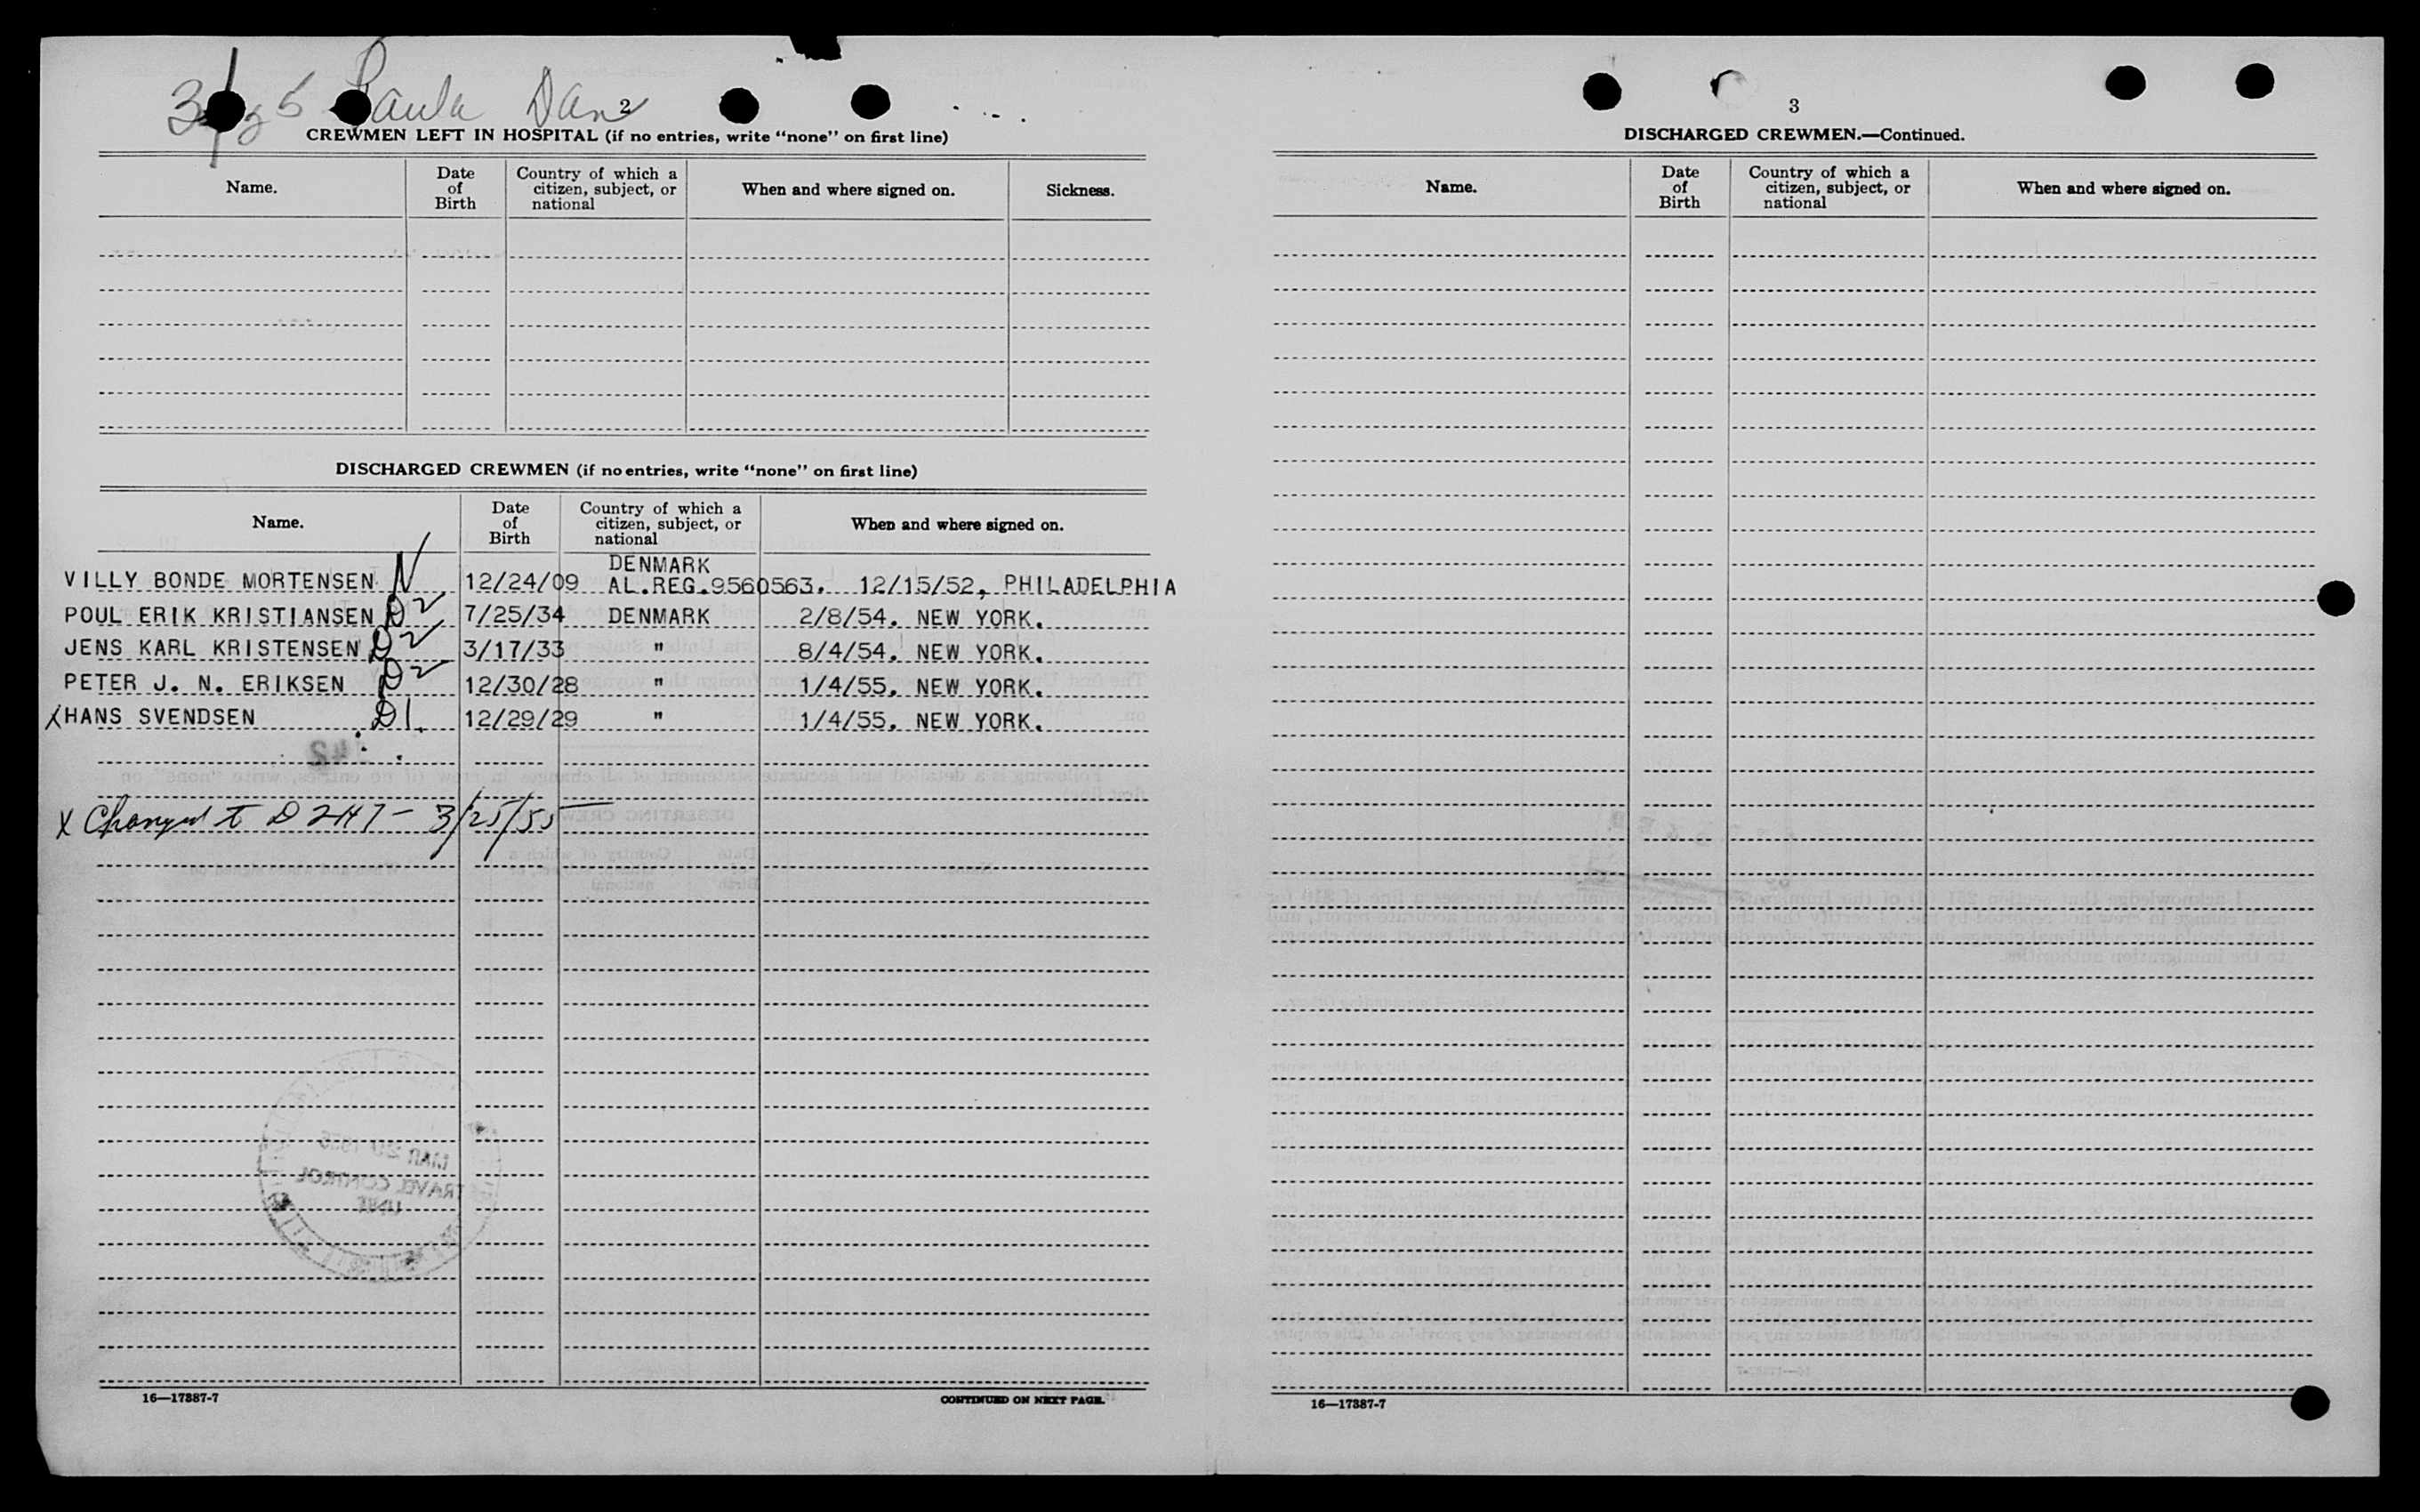 3/25 Paula Dan
2
CREWMEN LEFT IN HOSPITAL (if no entries, write "none" on first line)
Name. Date of Birth Country of which a citizen, subject, or national When and where signed on. Sickness.
DISCHARGED CREWMEN (if no entries, write "none" on first line)
Name. Date of Birth Country of which a citizen, subject, or national When and where signed on.
DENMARK
VILLY BONDE MORTENSEN N 12/24/09 AL.REG.9560563. 12/15/52, PHILADELPHIA
POUL ERIK KRISTIANSEN D2 7/25/34 DENMARK 2/8/54. NEW YORK.
JENS KARL KRISTENSEN D2 3/17/33 " 8/4/54. NEW YORK.
PETER J. N. ERIKSEN D2 12/30/28 " 1/4/55. NEW YORK.
X HANS SVENDSEN D1. 12/29/29 " 1/4/55. NEW YORK.
X Changed to D2 - 3/25/55
16—17387-7 CONTINUED ON NEXT PAGE.
3
DISCHARGED CREWMEN.—Continued.
Name. Date of Birth Country of which a citizen, subject, or national When and where signed on.
16—17387-7